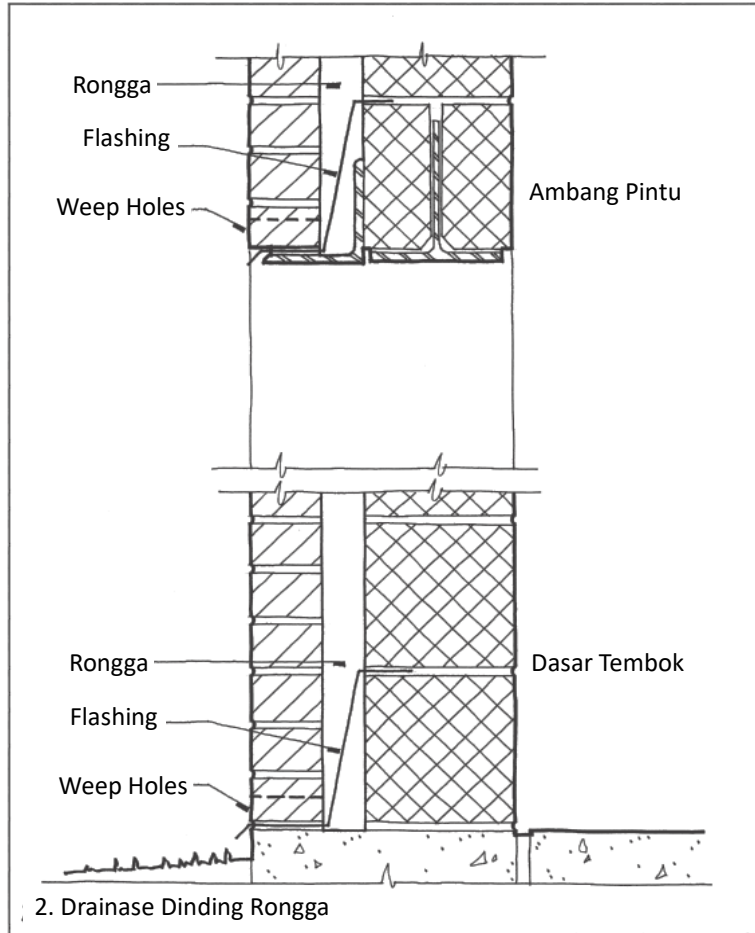 Rongga
Flashing
Weep Holes
Ambang Pintu
Rongga
Dasar Tembok
Flashing
Weep Holes
2. Drainase Dinding Rongga